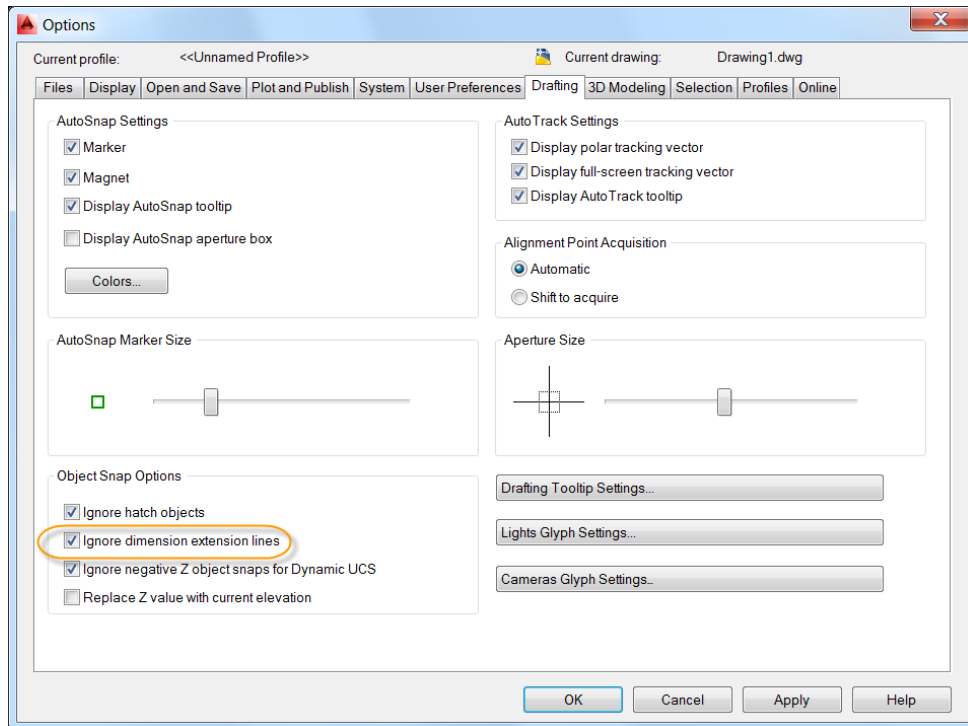 Options
Current profile: <<Unnamed Profile>> Current drawing: Drawing1.dwg
Files Display Open and Save Plot and Publish System User Preferences Drafting 3D Modeling Selection Profiles Online
AutoSnap Settings
Marker
Magnet
Display AutoSnap tooltip
Display AutoSnap aperture box
Colors...
AutoTrack Settings
Display polar tracking vector
Display full-screen tracking vector
Display AutoTrack tooltip
Alignment Point Acquisition
Automatic
Shift to acquire
AutoSnap Marker Size
Aperture Size
Object Snap Options
Ignore hatch objects
Ignore dimension extension lines
Ignore negative Z object snaps for Dynamic UCS
Replace Z value with current elevation
Drafting Tooltip Settings...
Lights Glyph Settings...
Cameras Glyph Settings...
OK Cancel Apply Help